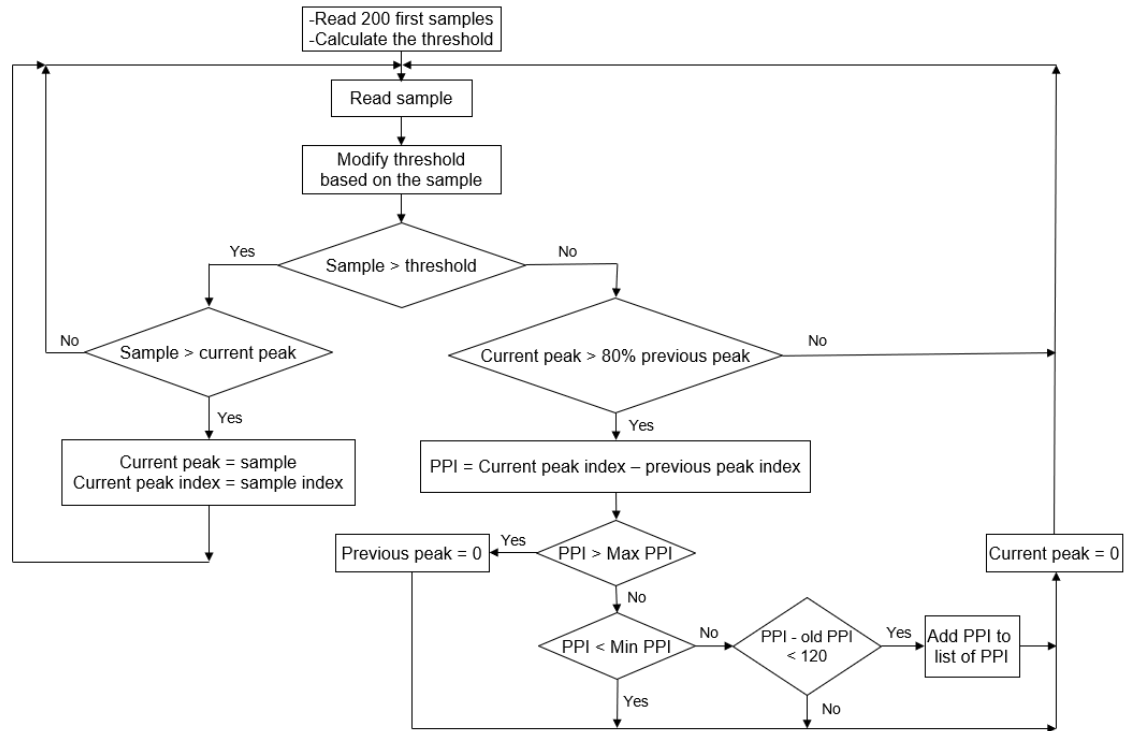 -Read 200 first samples
-Calculate the threshold
Read sample
Modify threshold
based on the sample
Yes
No
Sample > threshold
No
Sample > current peak
Current peak > 80% previous peak
No
Yes
Yes
Current peak = sample
Current peak index = sample index
PPI = Current peak index – previous peak index
Previous peak = 0
Yes
PPI > Max PPI
Current peak = 0
No
PPI < Min PPI
No
PPI - old PPI
< 120
Yes
Add PPI to
list of PPI
Yes
No